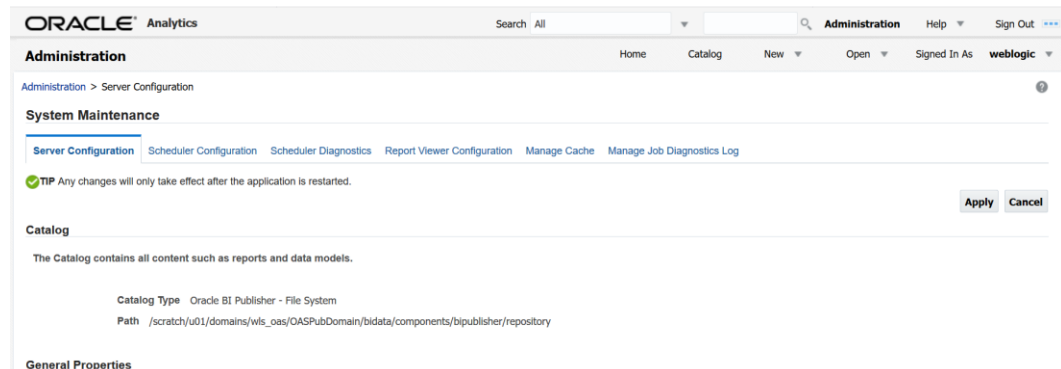 ORACLE Analytics Search All Administration Help Sign Out
Administration Home Catalog New Open Signed In As weblogic
Administration > Server Configuration
System Maintenance
Server Configuration Scheduler Configuration Scheduler Diagnostics Report Viewer Configuration Manage Cache Manage Job Diagnostics Log
TIP Any changes will only take effect after the application is restarted.
Apply Cancel
Catalog
The Catalog contains all content such as reports and data models.
Catalog Type Oracle BI Publisher - File System
Path /scratch/u01/domains/wls_oas/OASPubDomain/bidata/components/bipublisher/repository
General Properties